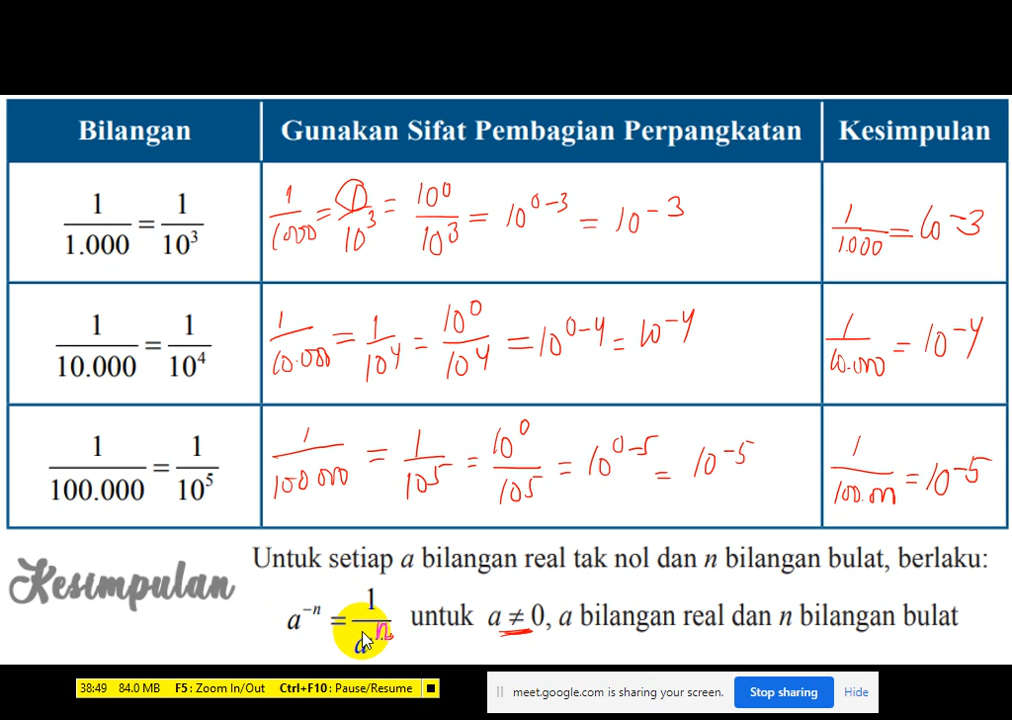 Bilangan Gunakan Sifat Pembagian Perpangkatan Kesimpulan
1/1.000 = 1/10³ 1/1.000 = 1/10³ = 10⁰/10³ = 10⁰⁻³ = 10⁻³ 1/1.000 = 10⁻³
1/10.000 = 1/10⁴ 1/10.000 = 1/10⁴ = 10⁰/10⁴ = 10⁰⁻⁴ = 10⁻⁴ 1/10.000 = 10⁻⁴
1/100.000 = 1/10⁵ 1/100.000 = 1/10⁵ = 10⁰/10⁵ = 10⁰⁻⁵ = 10⁻⁵ 1/100.000 = 10⁻⁵
Kesimpulan
Untuk setiap a bilangan real tak nol dan n bilangan bulat, berlaku:
a⁻ⁿ = 1/aⁿ untuk a ≠ 0, a bilangan real dan n bilangan bulat
38:49 84.0 MB F5: Zoom In/Out Ctrl+F10: Pause/Resume
meet.google.com is sharing your screen. Stop sharing Hide